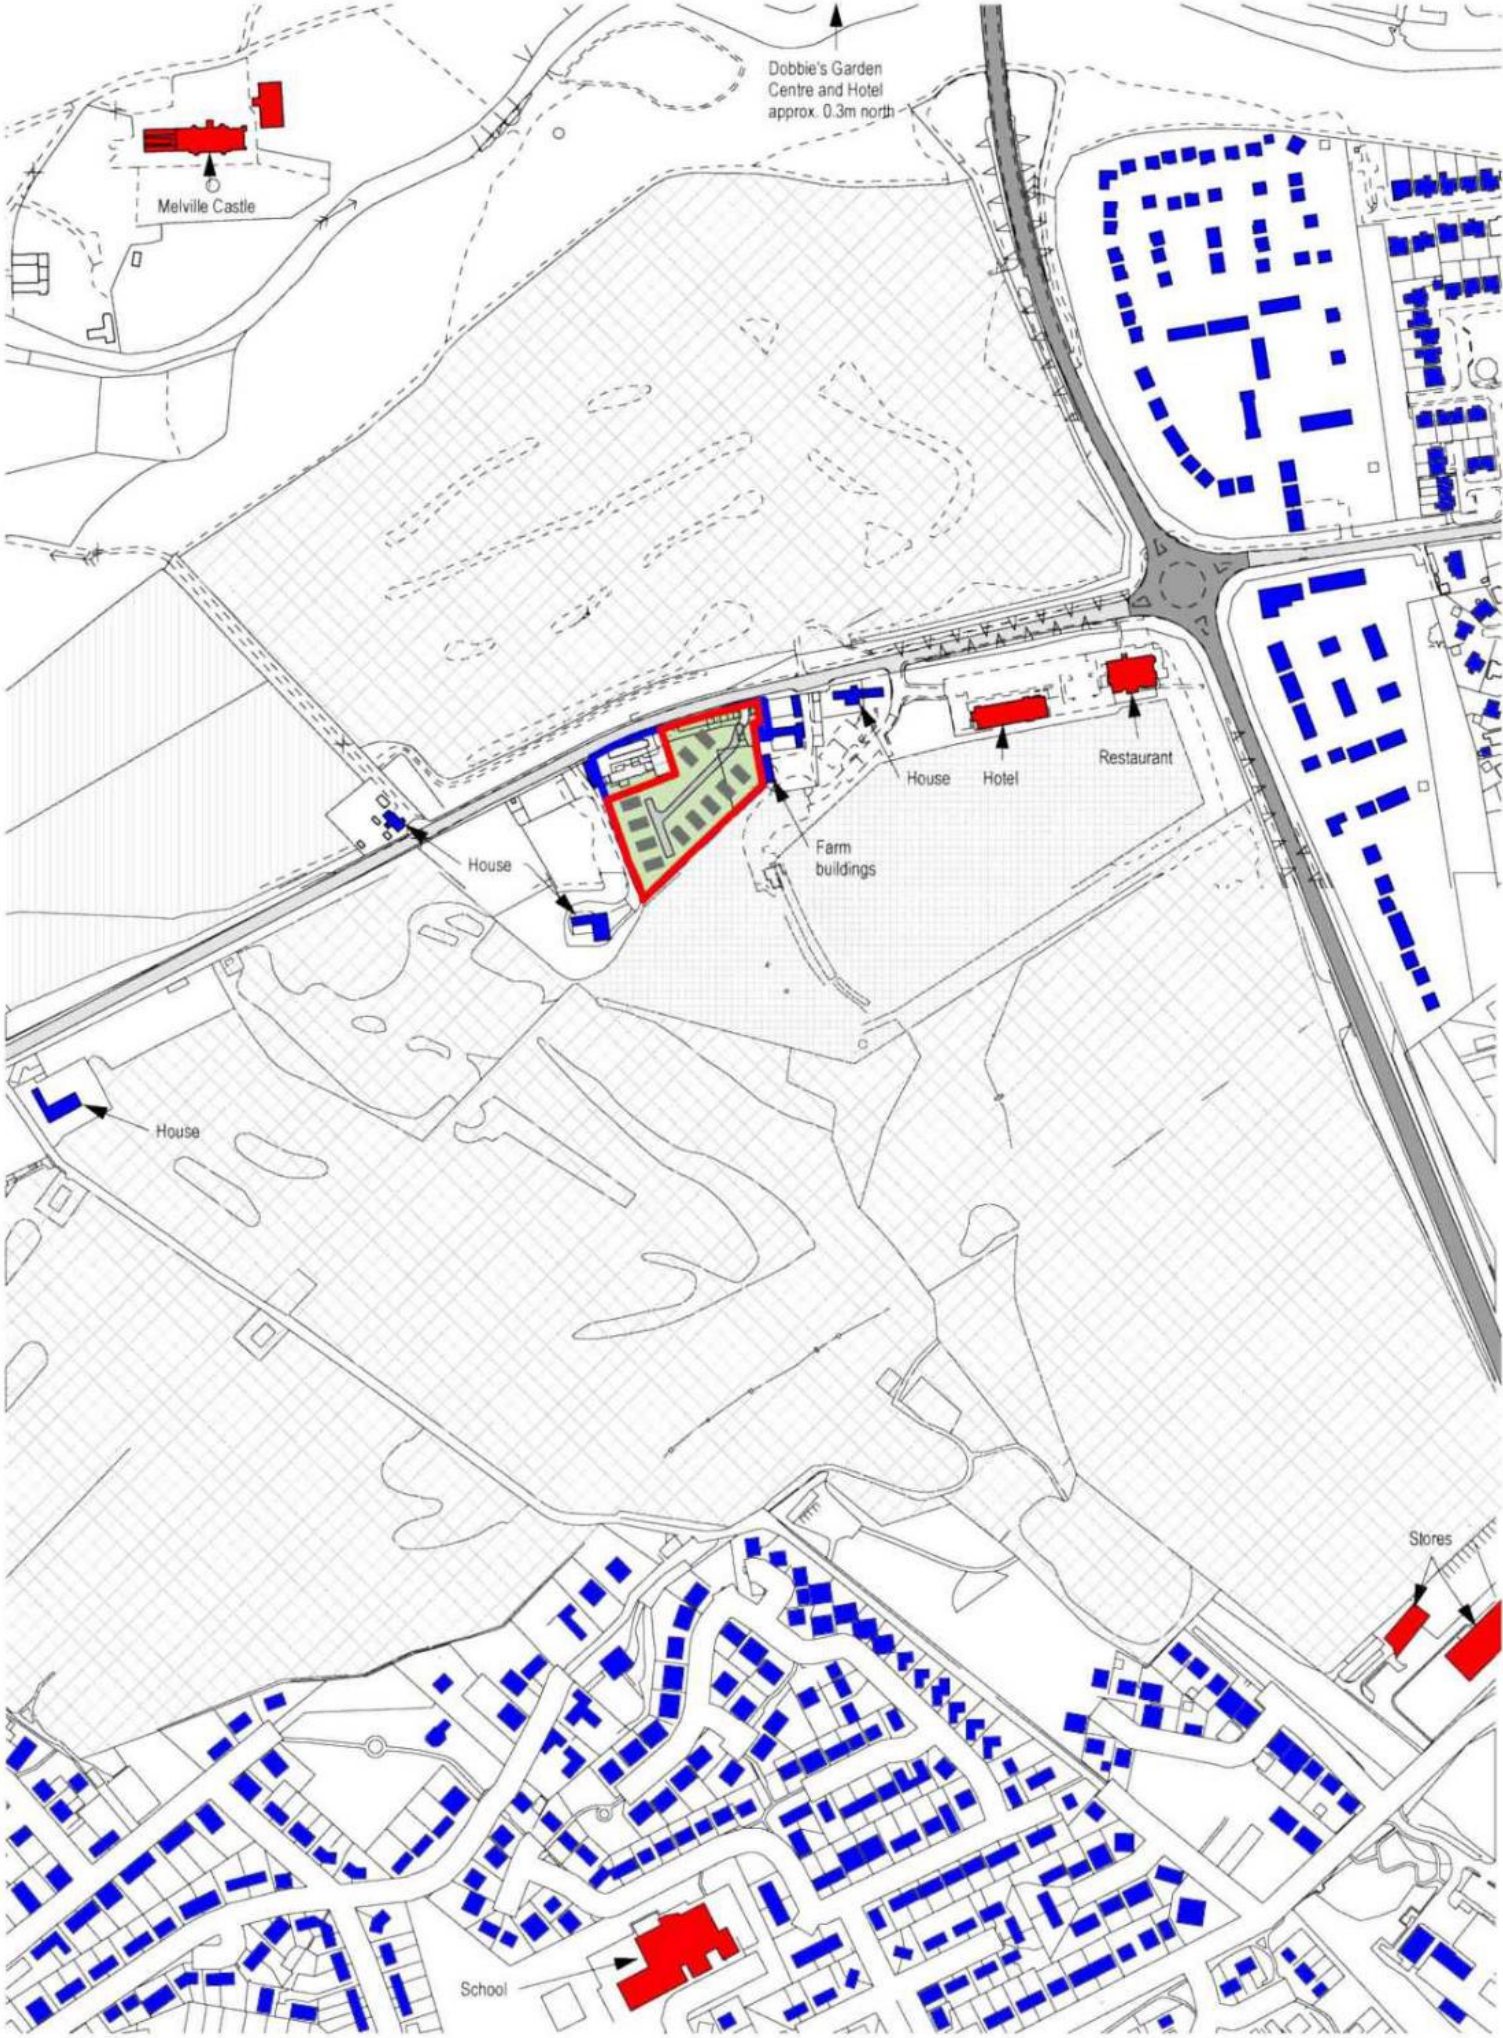 Dobbie's Garden
Centre and Hotel
approx. 0.3m north
Melville Castle
Restaurant
House
Hotel
Farm
buildings
House
House
Stores
School